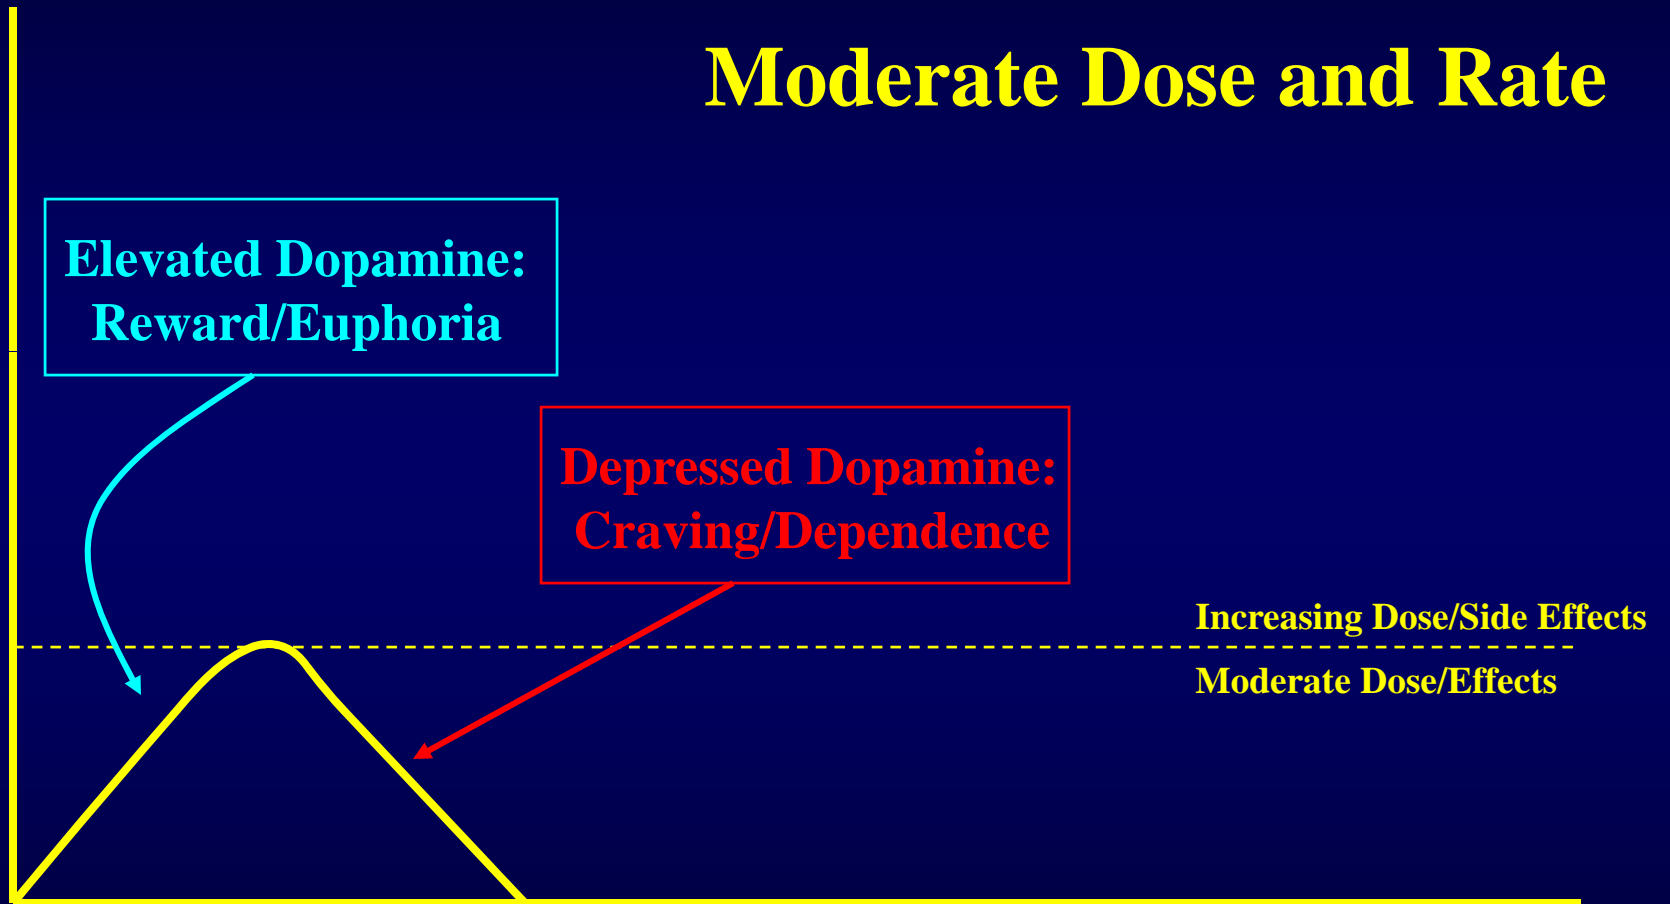 Moderate Dose and Rate
Elevated Dopamine:
Reward/Euphoria
Depressed Dopamine:
Craving/Dependence
Increasing Dose/Side Effects
Moderate Dose/Effects